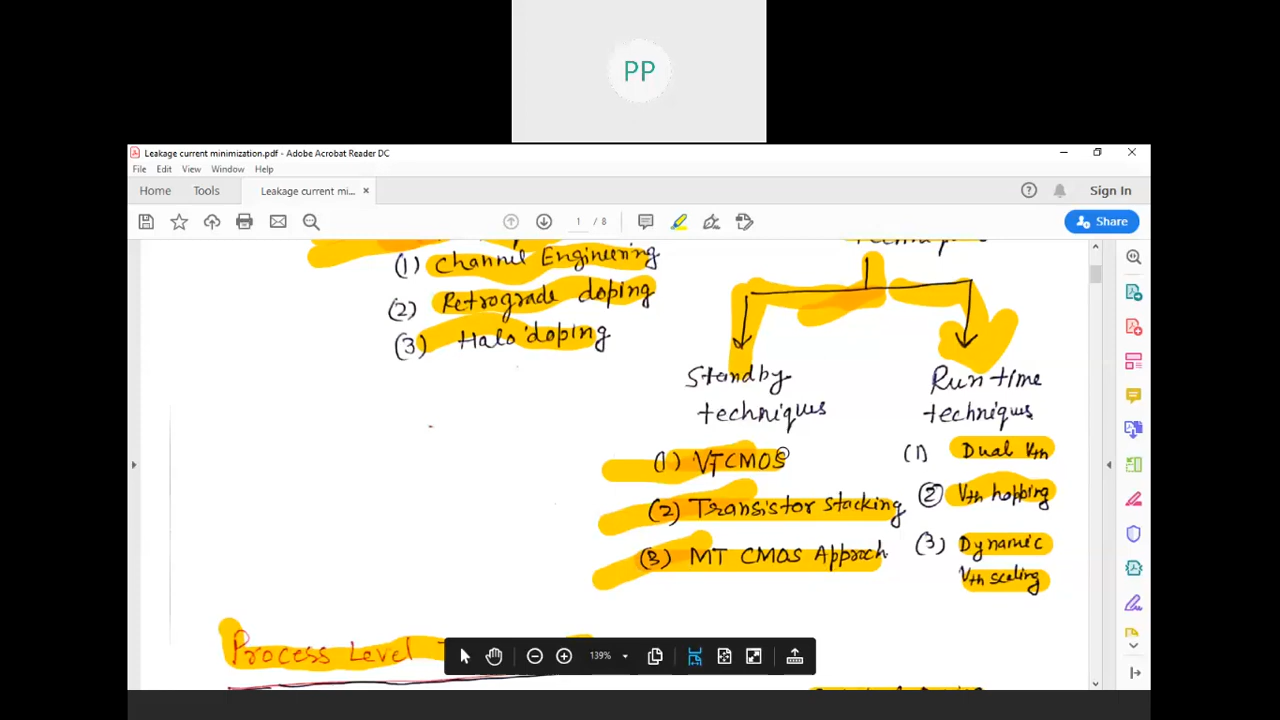 PP
Leakage current minimization.pdf - Adobe Acrobat Reader DC
File Edit View Window Help
Home Tools Leakage current mi... × Sign In
1 / 8 Share
(1) Channel Engineering
(2) Retrograde doping
(3) Halo doping
Standby techniques
(1) VTCMOS
(2) Transistor stacking
(3) MT CMOS Approch
Run time techniques
(1) Dual Vth
(2) Vth hopping
(3) Dynamic
Vth scaling
Process Level
139%